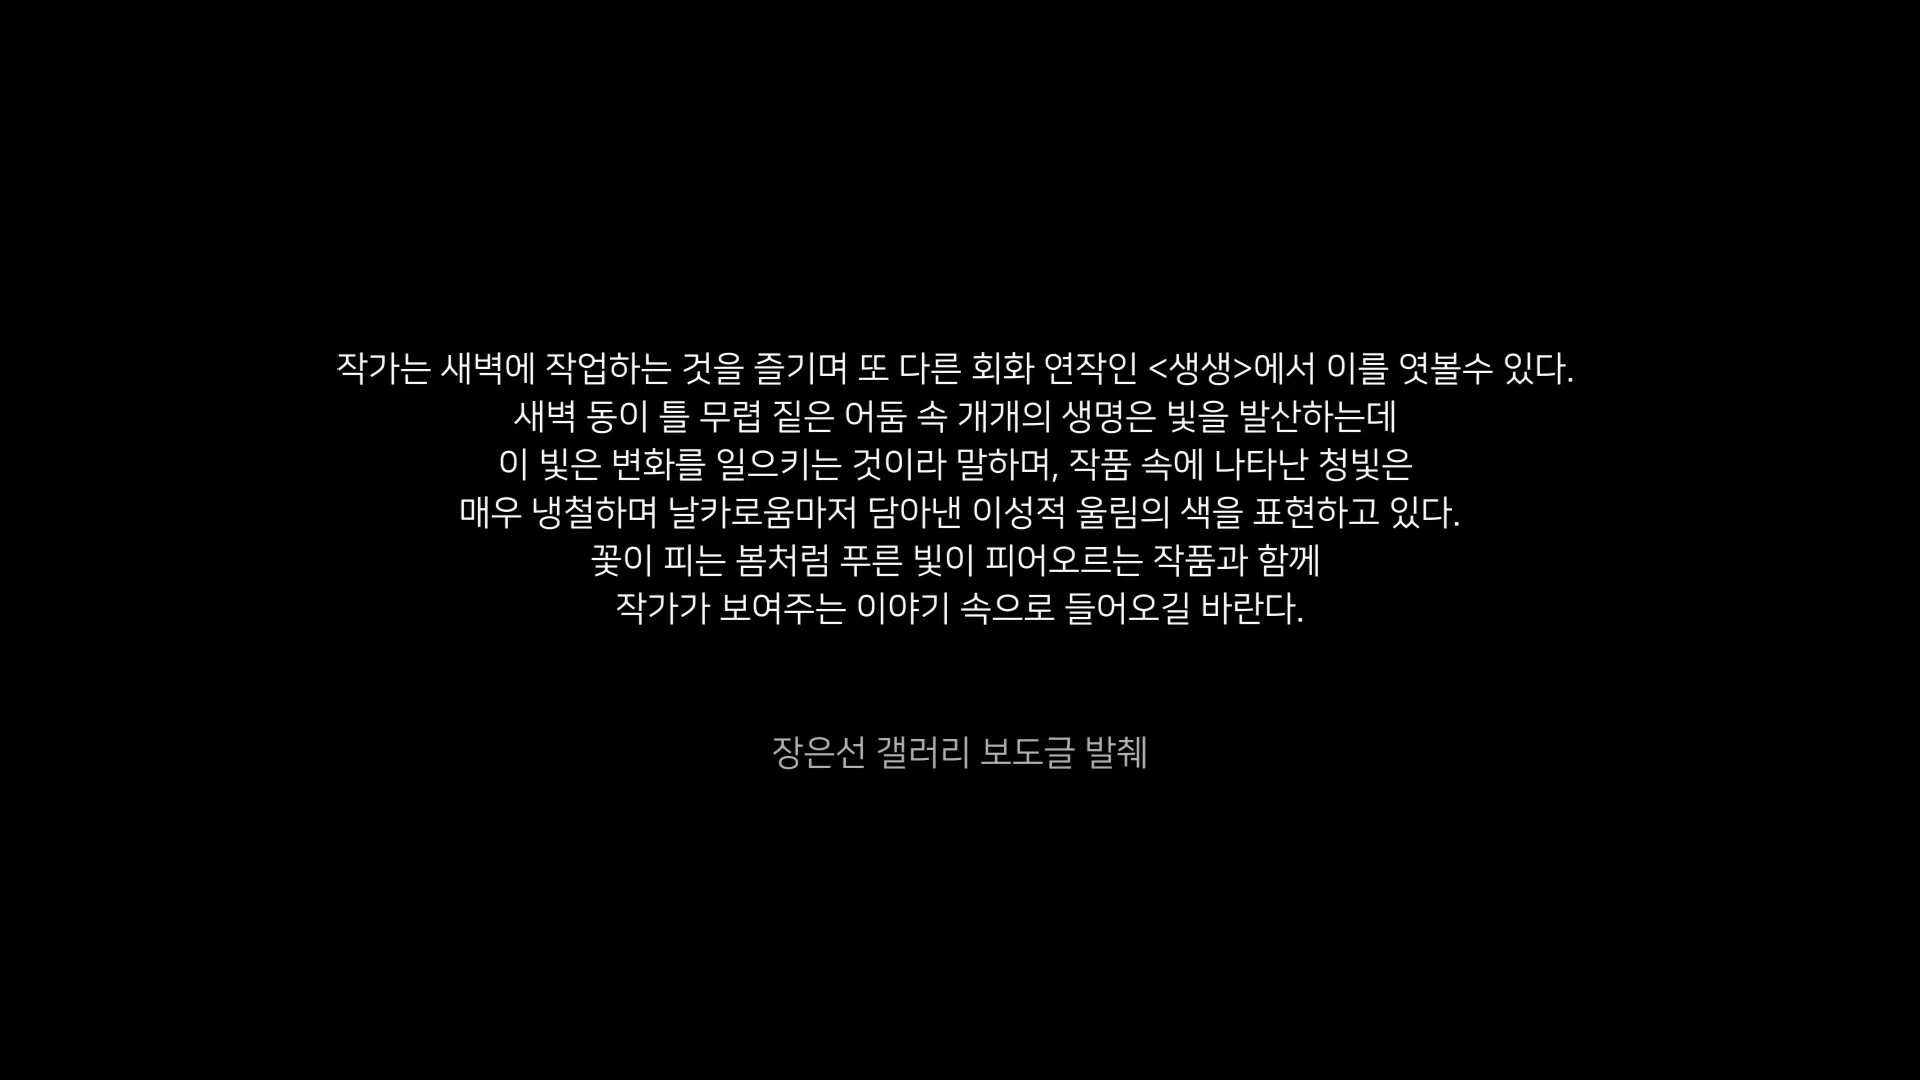 작가는 새벽에 작업하는 것을 즐기며 또 다른 회화 연작인 <생생>에서 이를 엿볼수 있다.
새벽 동이 틀 무렵 짙은 어둠 속 개개의 생명은 빛을 발산하는데
이 빛은 변화를 일으키는 것이라 말하며, 작품 속에 나타난 청빛은
매우 냉철하며 날카로움마저 담아낸 이성적 울림의 색을 표현하고 있다.
꽃이 피는 봄처럼 푸른 빛이 피어오르는 작품과 함께
작가가 보여주는 이야기 속으로 들어오길 바란다.
장은선 갤러리 보도글 발췌